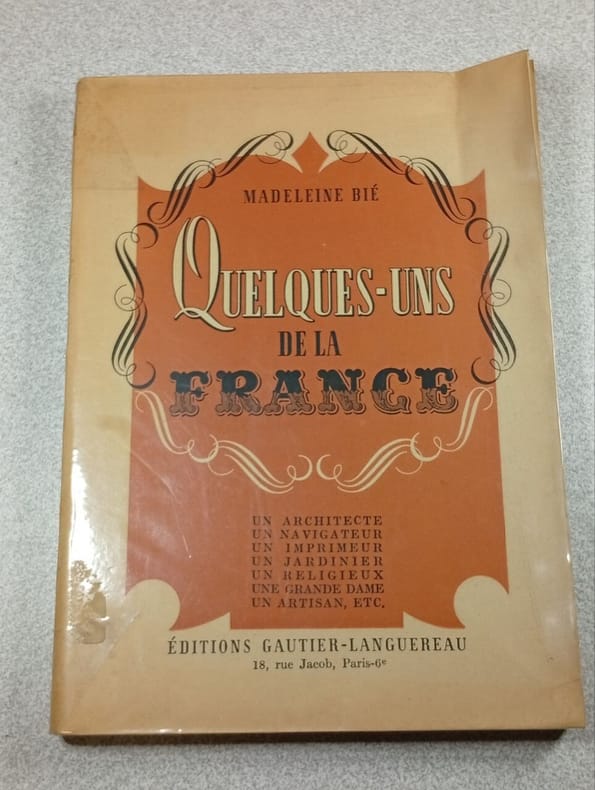 MADELEINE BIÉ
QUELQUES-UNS
DE LA
FRANCE
UN ARCHITECTE
UN NAVIGATEUR
UN IMPRIMEUR
UN JARDINIER
UN RELIGIEUX
UNE GRANDE DAME
UN ARTISAN, ETC.
ÉDITIONS GAUTIER-LANGUEREAU
18, rue Jacob, Paris-6e